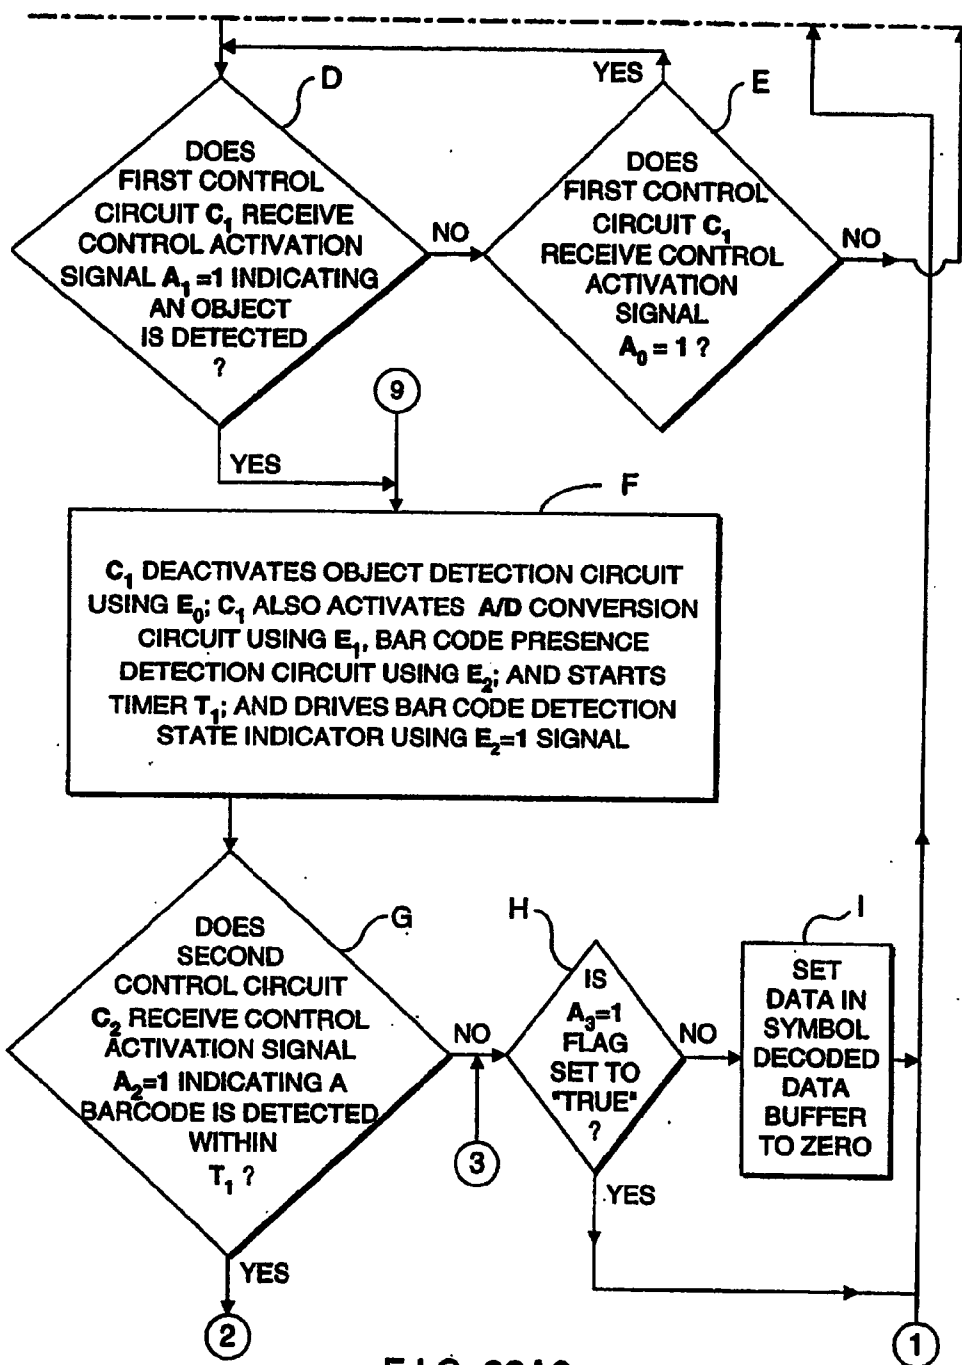 D
DOES
FIRST CONTROL
CIRCUIT C₁ RECEIVE
CONTROL ACTIVATION
SIGNAL A₁ =1 INDICATING
AN OBJECT
IS DETECTED
?
NO
YES
YES
E
DOES
FIRST CONTROL
CIRCUIT C₁
RECEIVE CONTROL
ACTIVATION
SIGNAL
A₀ = 1 ?
NO
9
F
C₁ DEACTIVATES OBJECT DETECTION CIRCUIT
USING E₀; C₁ ALSO ACTIVATES A/D CONVERSION
CIRCUIT USING E₁, BAR CODE PRESENCE
DETECTION CIRCUIT USING E₂; AND STARTS
TIMER T₁; AND DRIVES BAR CODE DETECTION
STATE INDICATOR USING E₂=1 SIGNAL
G
DOES
SECOND
CONTROL CIRCUIT
C₂ RECEIVE CONTROL
ACTIVATION SIGNAL
A₂=1 INDICATING A
BARCODE IS DETECTED
WITHIN
T₁ ?
NO
YES
2
3
H
IS
A₃=1
FLAG
SET TO
"TRUE"
?
NO
YES
I
SET
DATA IN
SYMBOL
DECODED
DATA
BUFFER
TO ZERO
1